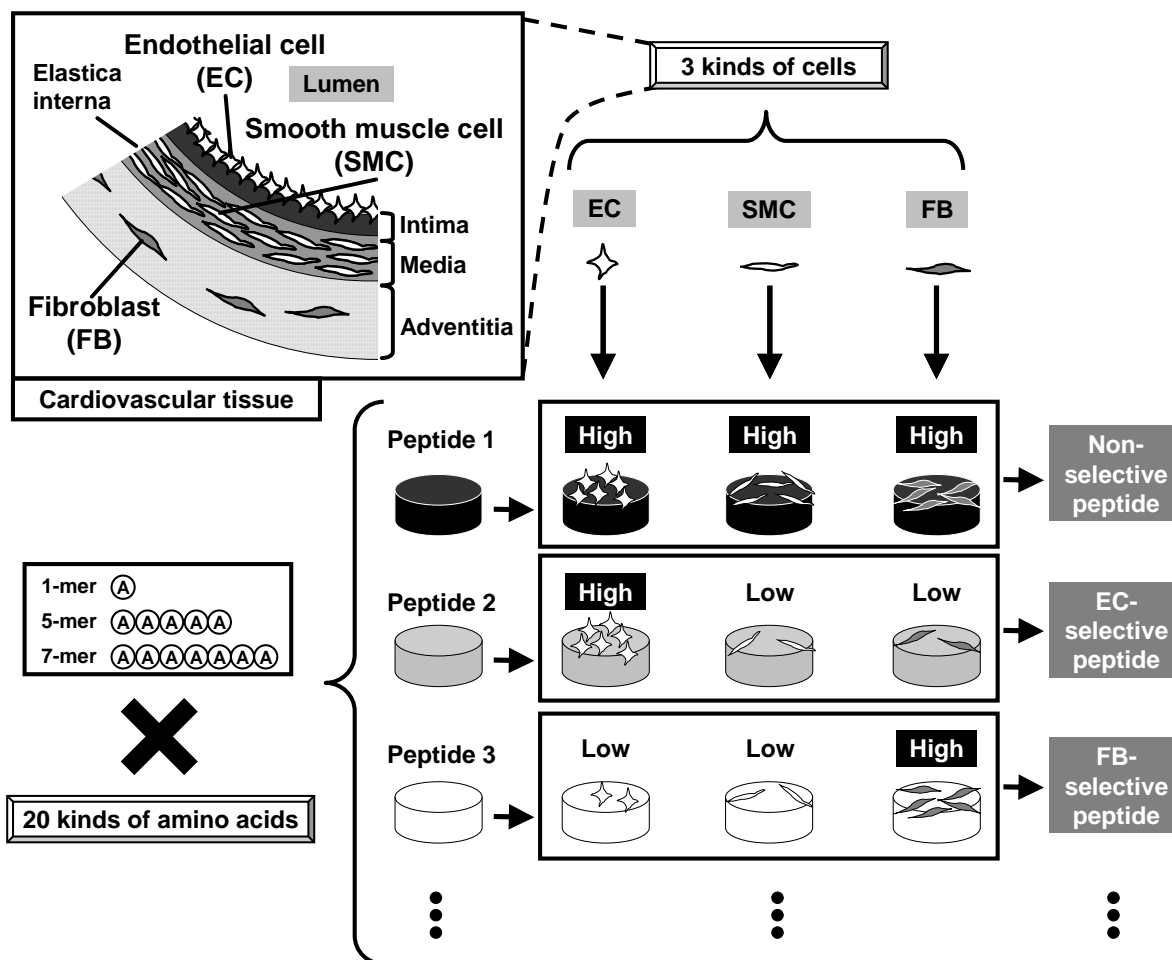 Endothelial cell
(EC)
Elastica
interna
Lumen
Smooth muscle cell
(SMC)
Intima
Media
Adventitia
Fibroblast
(FB)
Cardiovascular tissue
3 kinds of cells
EC
SMC
FB
1-mer A
5-mer AAAAA
7-mer AAAAAAA
20 kinds of amino acids
Peptide 1
High
High
High
Non-
selective
peptide
Peptide 2
High
Low
Low
EC-
selective
peptide
Peptide 3
Low
Low
High
FB-
selective
peptide